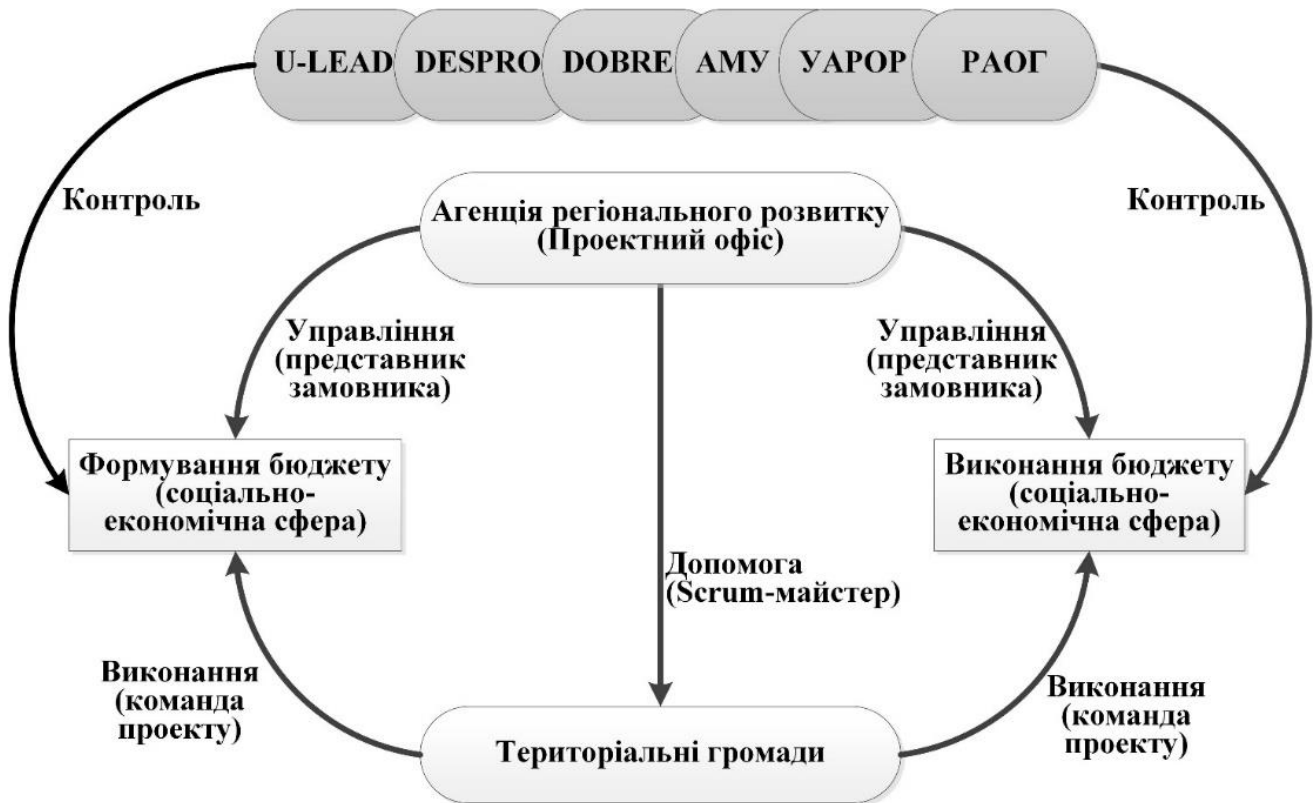 U-LEAD DESPRO DOBRE АМУ УАРОР РАОГ
Контроль
Контроль
Агенція регіонального розвитку
(Проектний офіс)
Управління
(представник
замовника)
Управління
(представник
замовника)
Формування бюджету
(соціально-
економічна сфера)
Виконання бюджету
(соціально-
економічна сфера)
Допомога
(Scrum-майстер)
Виконання
(команда
проекту)
Виконання
(команда
проекту)
Територіальні громади